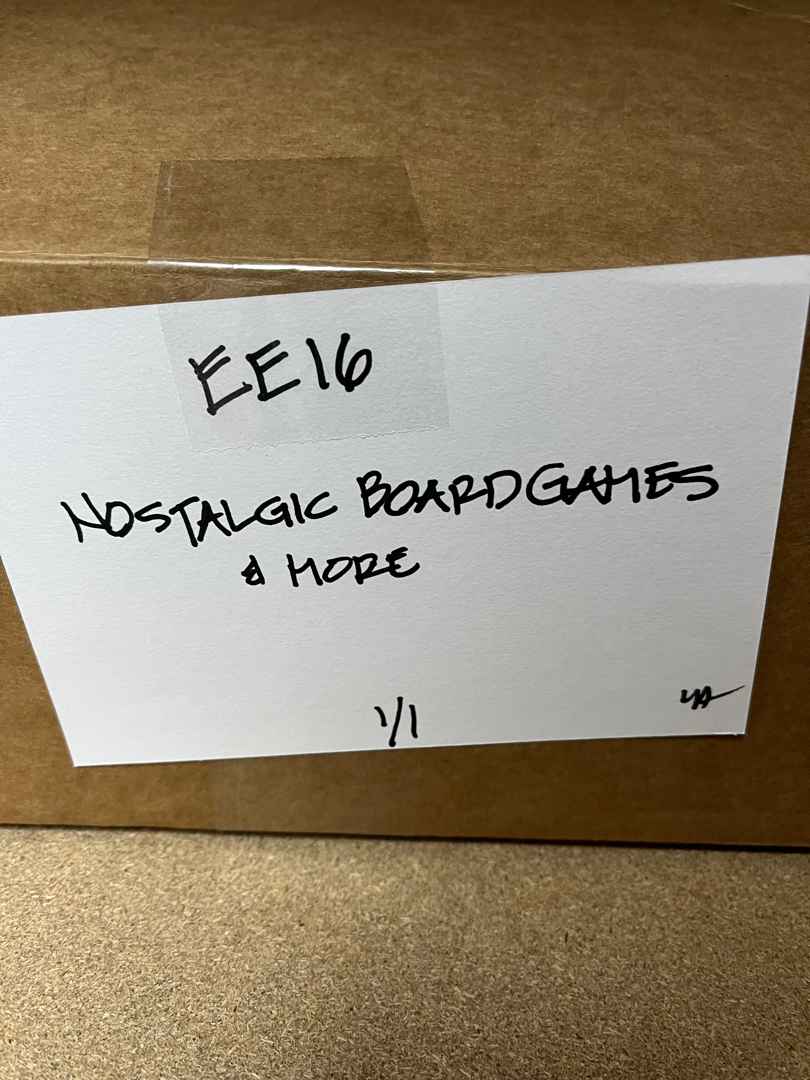 EE16
NOSTALGIC BOARDGAMES
& MORE
1/1